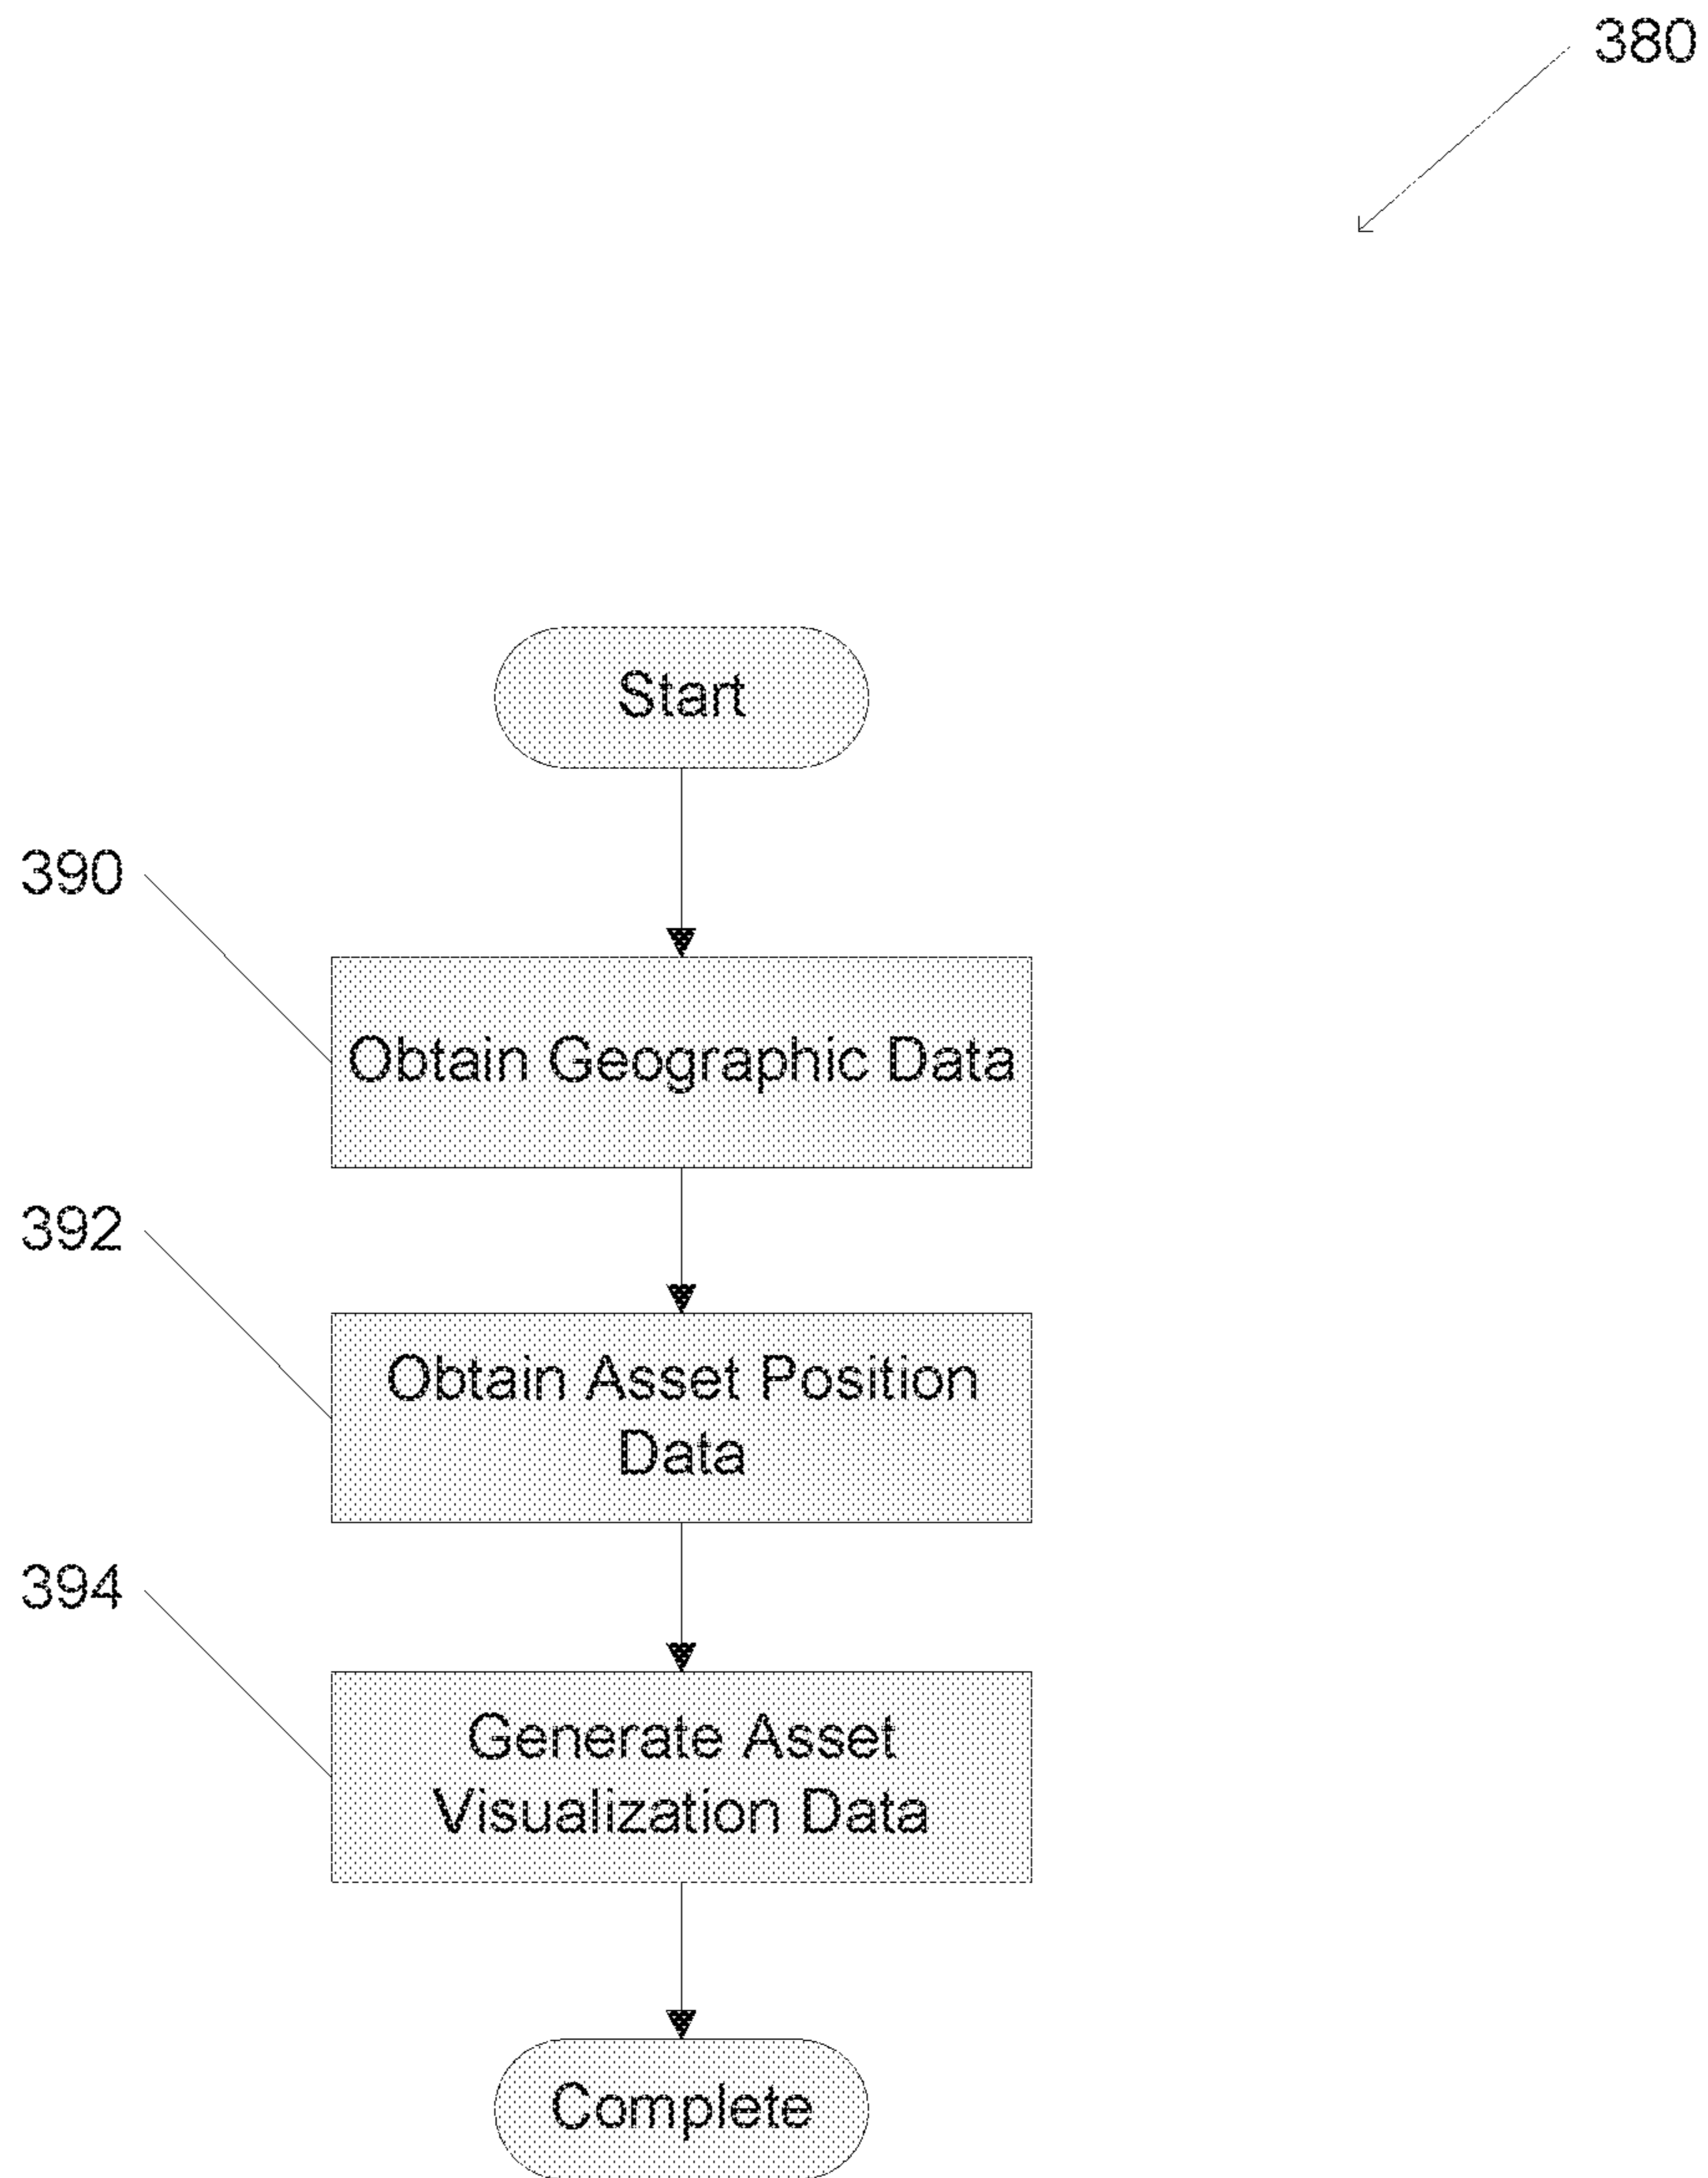 380
Start
390
Obtain Geographic Data
392
Obtain Asset Position
Data
394
Generate Asset
Visualization Data
Complete